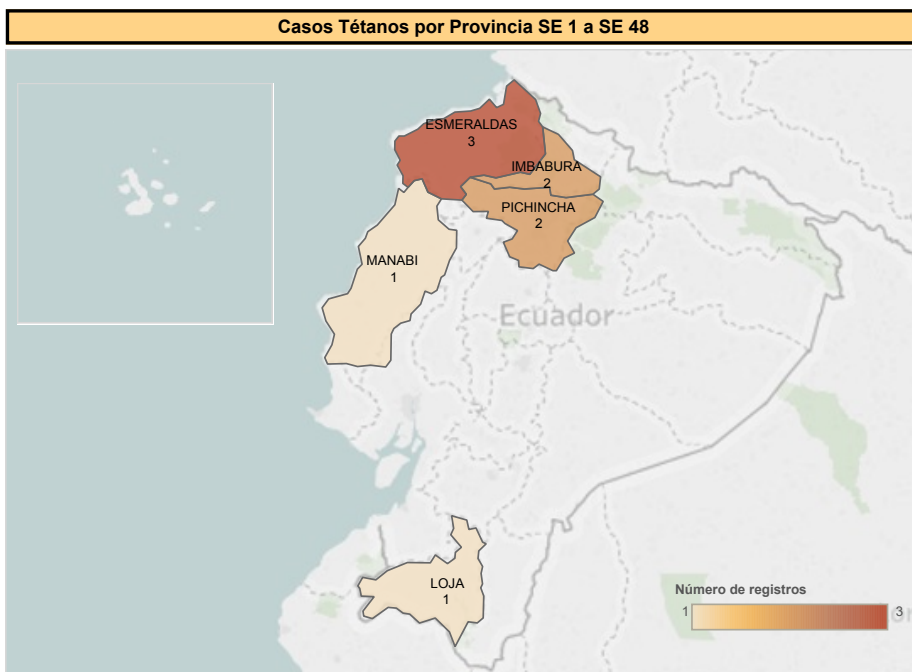 Casos Tétanos por Provincia SE 1 a SE 48
ESMERALDAS
3
IMBABURA
2
PICHINCHA
2
MANABI
1
Ecuador
LOJA
1
Número de registros
1
3